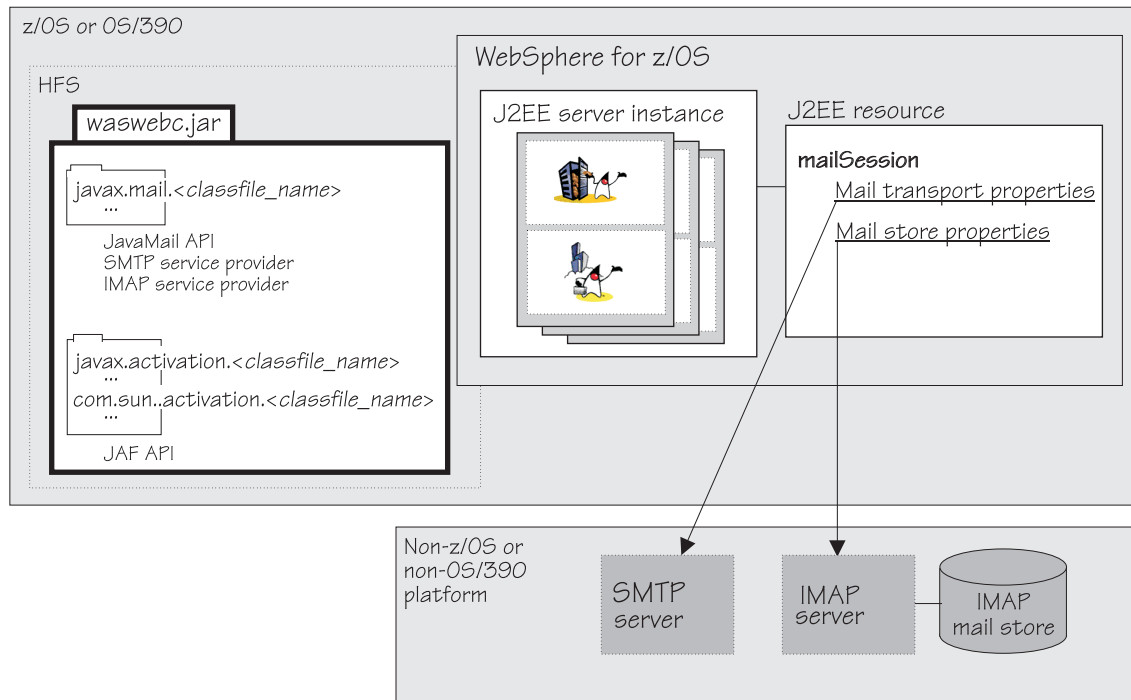 z/OS or OS/390
HFS
waswebc.jar
javax.mail.<classfile_name>
...
JavaMail API
SMTP service provider
IMAP service provider
javax.activation.<classfile_name>
...
com.sun..activation.<classfile_name>
...
JAF API
WebSphere for z/OS
J2EE server instance
J2EE resource
mailSession
Mail transport properties
Mail store properties
Non-z/OS or
non-OS/390
platform
SMTP
server
IMAP
server
IMAP
mail store